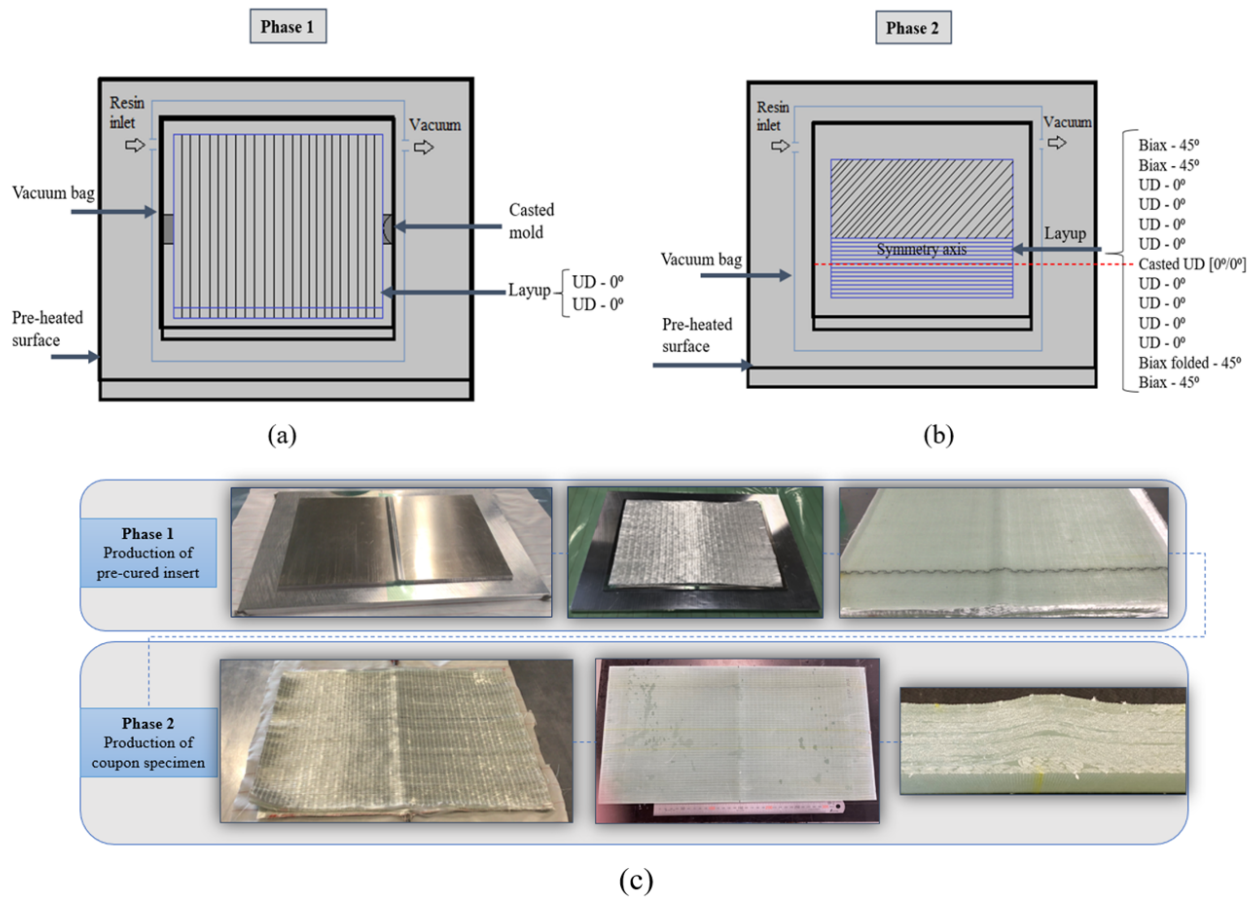 Phase 1
Resin
inlet
Vacuum
Vacuum bag
Casted
mold
Layup
UD - 0º
UD - 0º
Pre-heated
surface
(a)
Phase 2
Resin
inlet
Vacuum
Biax - 45º
Biax - 45º
UD - 0º
UD - 0º
UD - 0º
UD - 0º
Casted UD [0º/0º]
UD - 0º
UD - 0º
UD - 0º
UD - 0º
Biax folded - 45º
Biax - 45º
Layup
Symmetry axis
Vacuum bag
Pre-heated
surface
(b)
Phase 1
Production of
pre-cured insert
Phase 2
Production of
coupon specimen
(c)